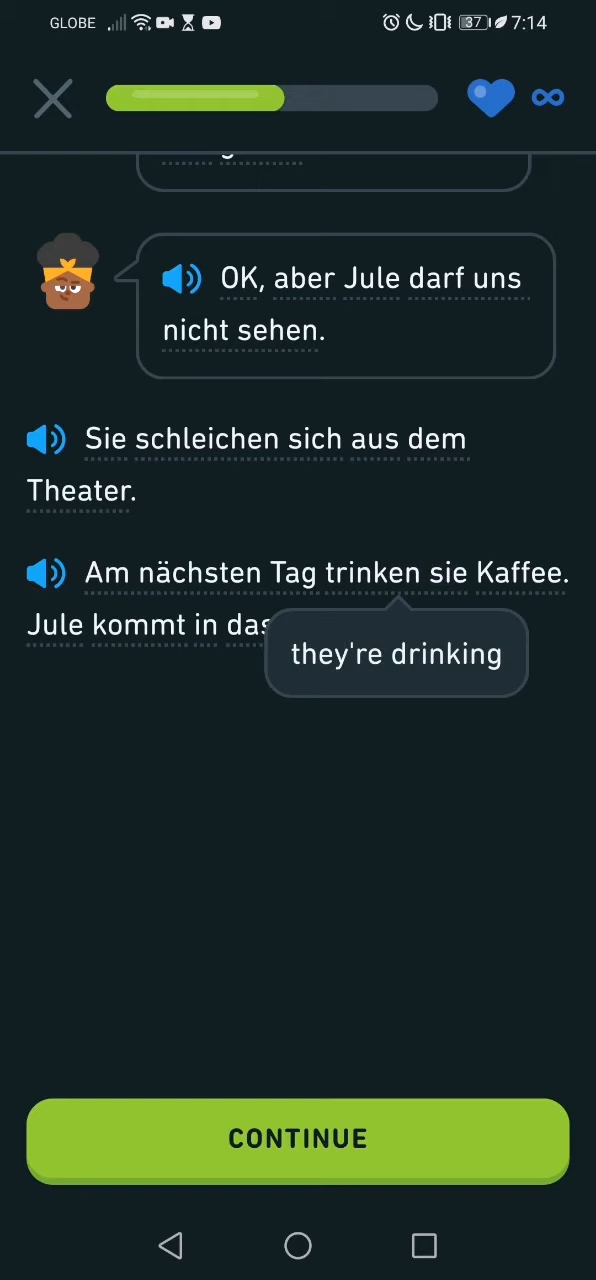 GLOBE 37 7:14
OK, aber Jule darf uns
nicht sehen.
Sie schleichen sich aus dem
Theater.
Am nächsten Tag trinken sie Kaffee.
Jule kommt in das
they're drinking
CONTINUE